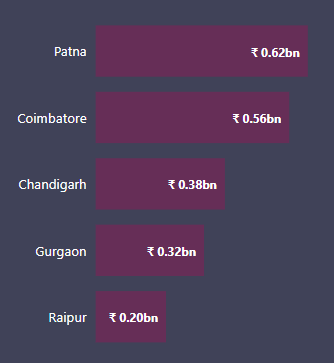 Patna ₹ 0.62bn
Coimbatore ₹ 0.56bn
Chandigarh ₹ 0.38bn
Gurgaon ₹ 0.32bn
Raipur ₹ 0.20bn